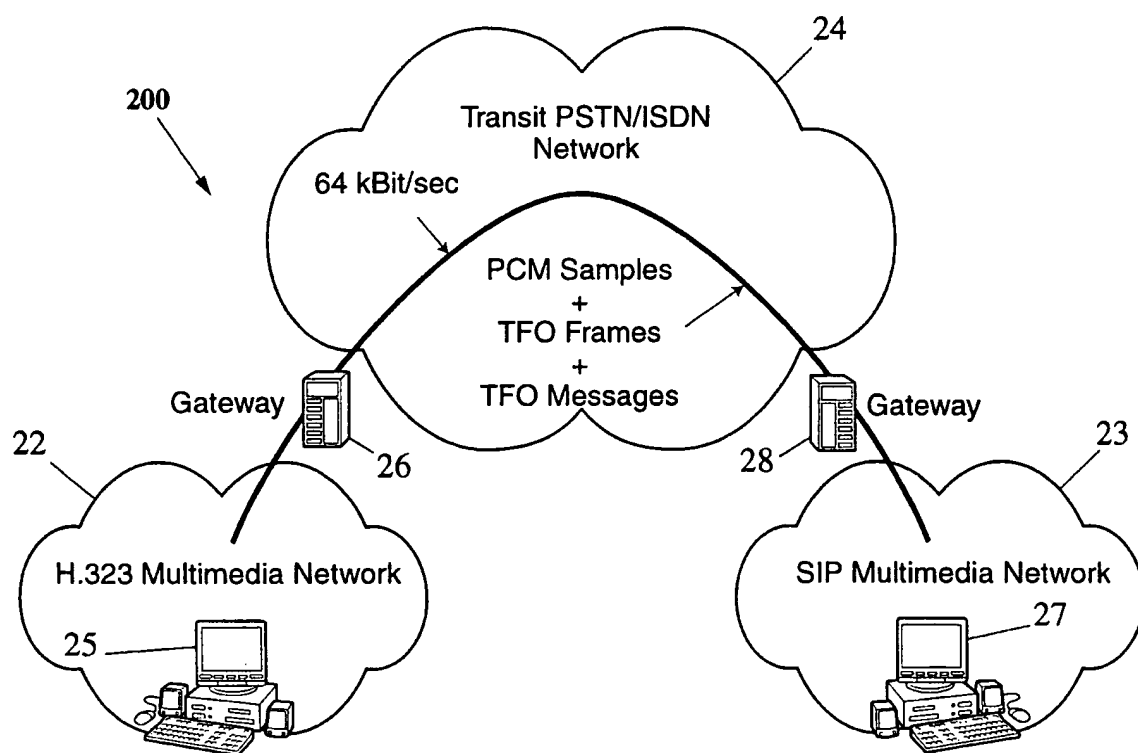 24
200
Transit PSTN/ISDN
Network
64 kBit/sec
PCM Samples
+
TFO Frames
+
TFO Messages
Gateway
Gateway
22
26
28
23
H.323 Multimedia Network
SIP Multimedia Network
25
27